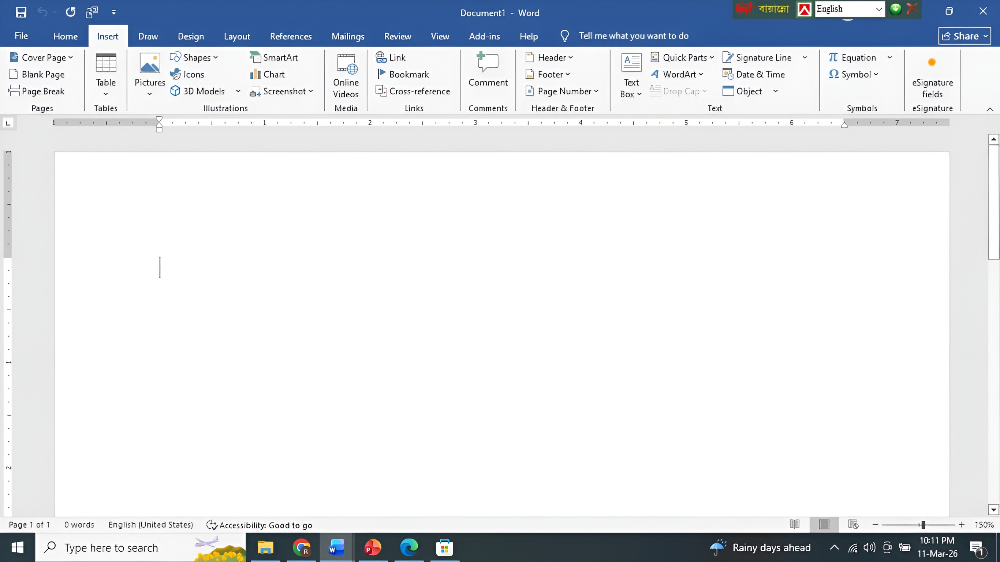 Document1 - Word
বায়ান্নো
English
File Home Insert Draw Design Layout References Mailings Review View Add-ins Help Tell me what you want to do Share
Cover Page
Blank Page
Page Break
Pages
Table
Tables
Pictures
Shapes
Icons
3D Models
SmartArt
Chart
Screenshot
Illustrations
Online
Videos
Media
Link
Bookmark
Cross-reference
Links
Comment
Comments
Header
Footer
Page Number
Header & Footer
Text
Box
Quick Parts
WordArt
Drop Cap
Signature Line
Date & Time
Object
Text
Equation
Symbol
Symbols
eSignature
fields
eSignature
1 1 2 3 4 5 6 7
1
1
2
Page 1 of 1 0 words English (United States) Accessibility: Good to go 150%
Type here to search
Rainy days ahead
10:11 PM
11-Mar-26
1